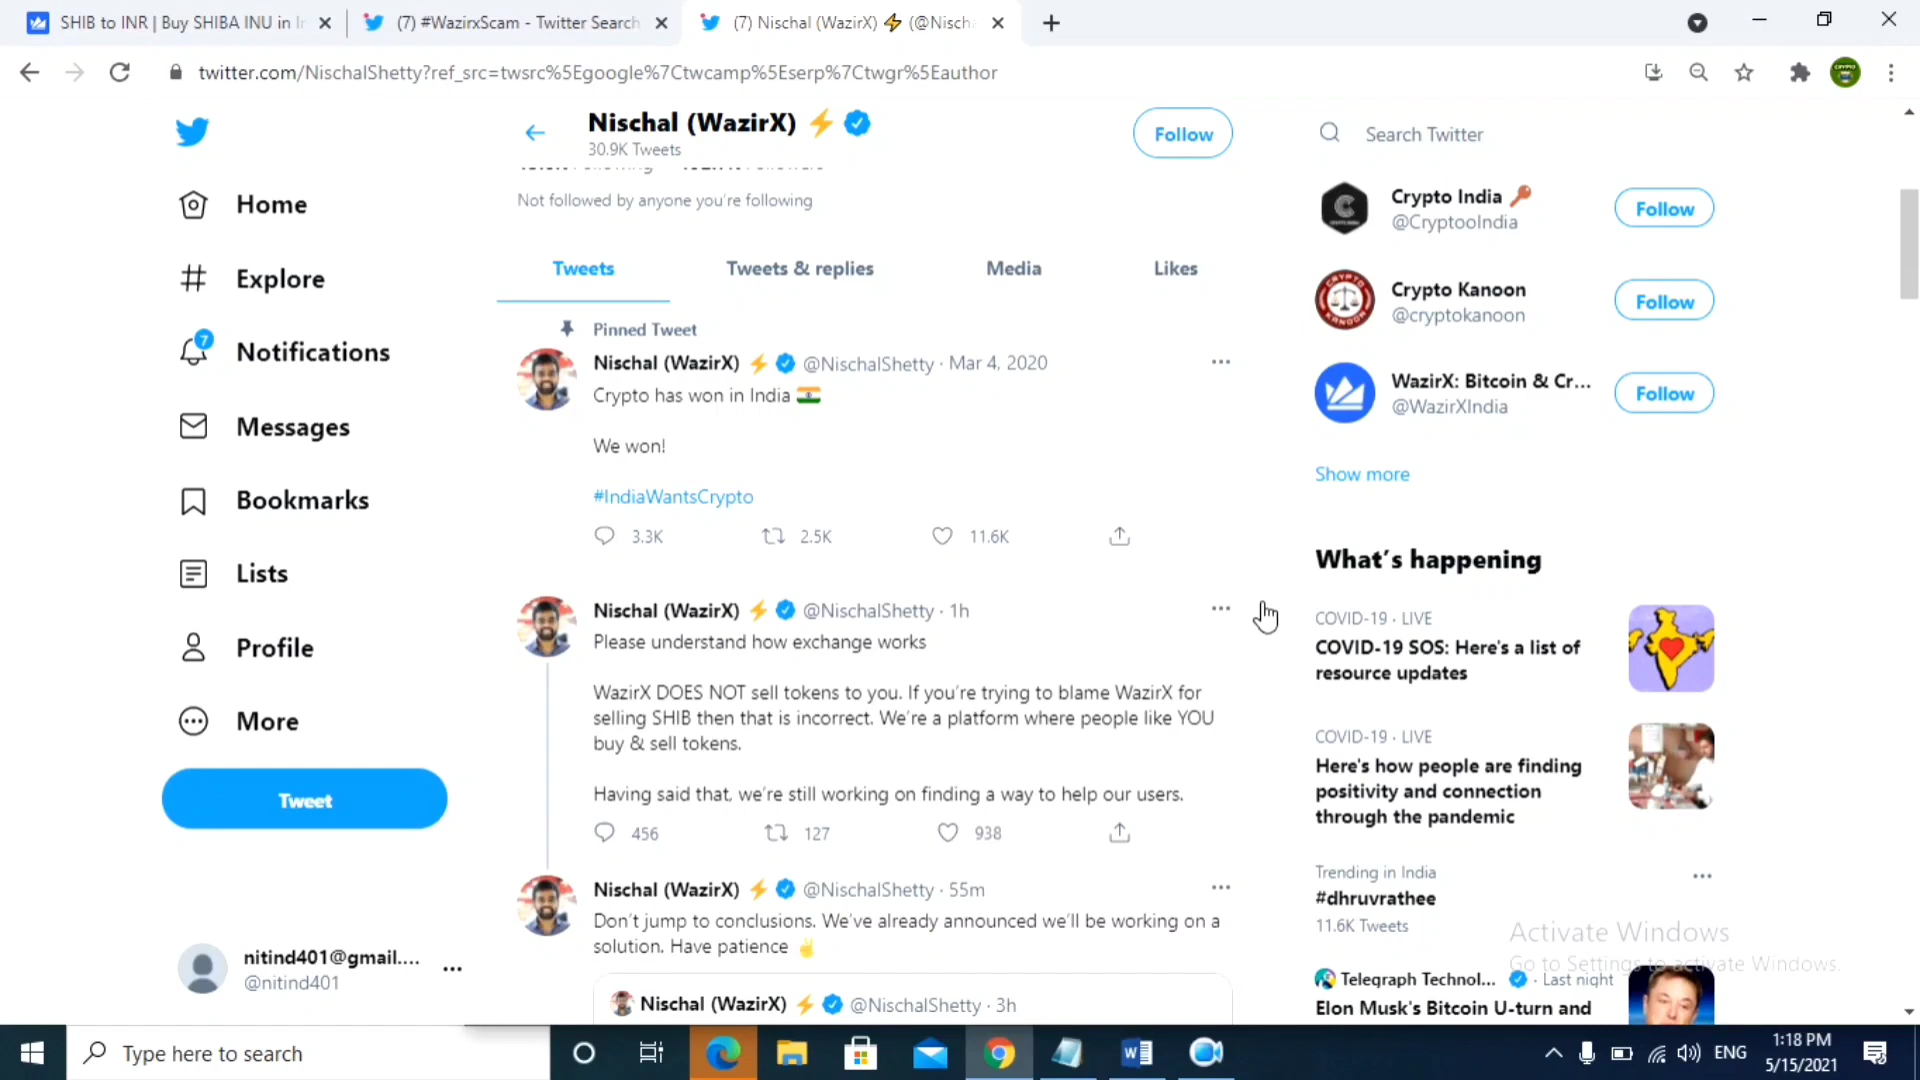 SHIB to INR | Buy SHIBA INU in I
(7) #WazirxScam - Twitter Search
(7) Nischal (WazirX) ⚡ (@Nisch
twitter.com/NischalShetty?ref_src=twsrc%5Egoogle%7Ctwcamp%5Eserp%7Ctwgr%5Eauthor
Nischal (WazirX) ⚡
30.9K Tweets
Follow
Search Twitter
Not followed by anyone you're following
Tweets
Tweets & replies
Media
Likes
Home
Explore
7
Notifications
Messages
Bookmarks
Lists
Profile
More
Tweet
nitind401@gmail....
@nitind401
Pinned Tweet
Nischal (WazirX) ⚡ @NischalShetty · Mar 4, 2020
Crypto has won in India 🇮🇳
We won!
#IndiaWantsCrypto
3.3K 2.5K 11.6K
Nischal (WazirX) ⚡ @NischalShetty · 1h
Please understand how exchange works
WazirX DOES NOT sell tokens to you. If you're trying to blame WazirX for
selling SHIB then that is incorrect. We're a platform where people like YOU
buy & sell tokens.
Having said that, we're still working on finding a way to help our users.
456 127 938
Nischal (WazirX) ⚡ @NischalShetty · 55m
Don't jump to conclusions. We've already announced we'll be working on a
solution. Have patience ✌
Nischal (WazirX) ⚡ @NischalShetty · 3h
Crypto India
@CryptooIndia
Follow
CRYPTO KANOON
Crypto Kanoon
@cryptokanoon
Follow
WazirX: Bitcoin & Cr...
@WazirXIndia
Follow
Show more
What's happening
COVID-19 · LIVE
COVID-19 SOS: Here's a list of
resource updates
COVID-19 · LIVE
Here's how people are finding
positivity and connection
through the pandemic
Trending in India
#dhruvrathee
11.6K Tweets
Telegraph Technol... · Last night
Elon Musk's Bitcoin U-turn and
Activate Windows
Go to Settings to activate Windows.
Type here to search
ENG
1:18 PM
5/15/2021